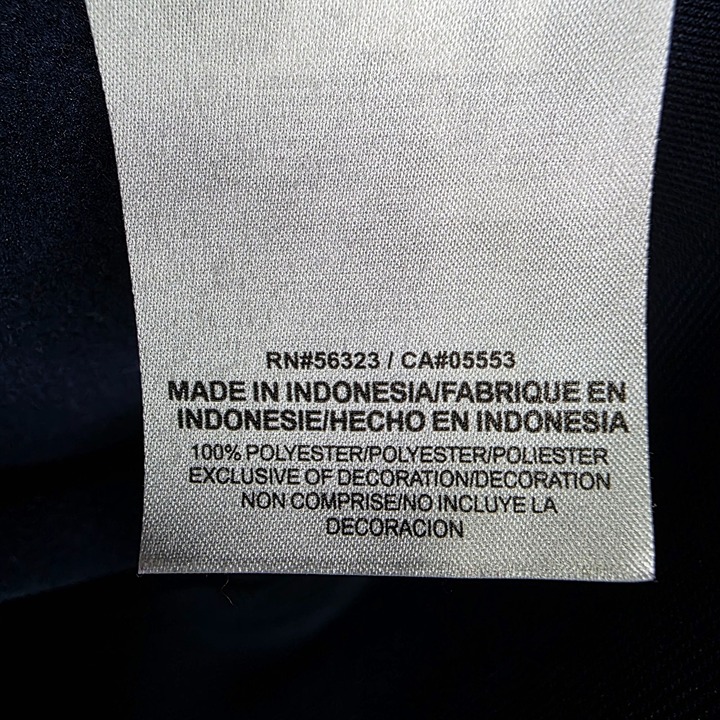 RN#56323 / CA#05553
MADE IN INDONESIA/FABRIQUE EN
INDONESIE/HECHO EN INDONESIA
100% POLYESTER/POLYESTER/POLIESTER
EXCLUSIVE OF DECORATION/DECORATION
NON COMPRISE/NO INCLUYE LA
DECORACION